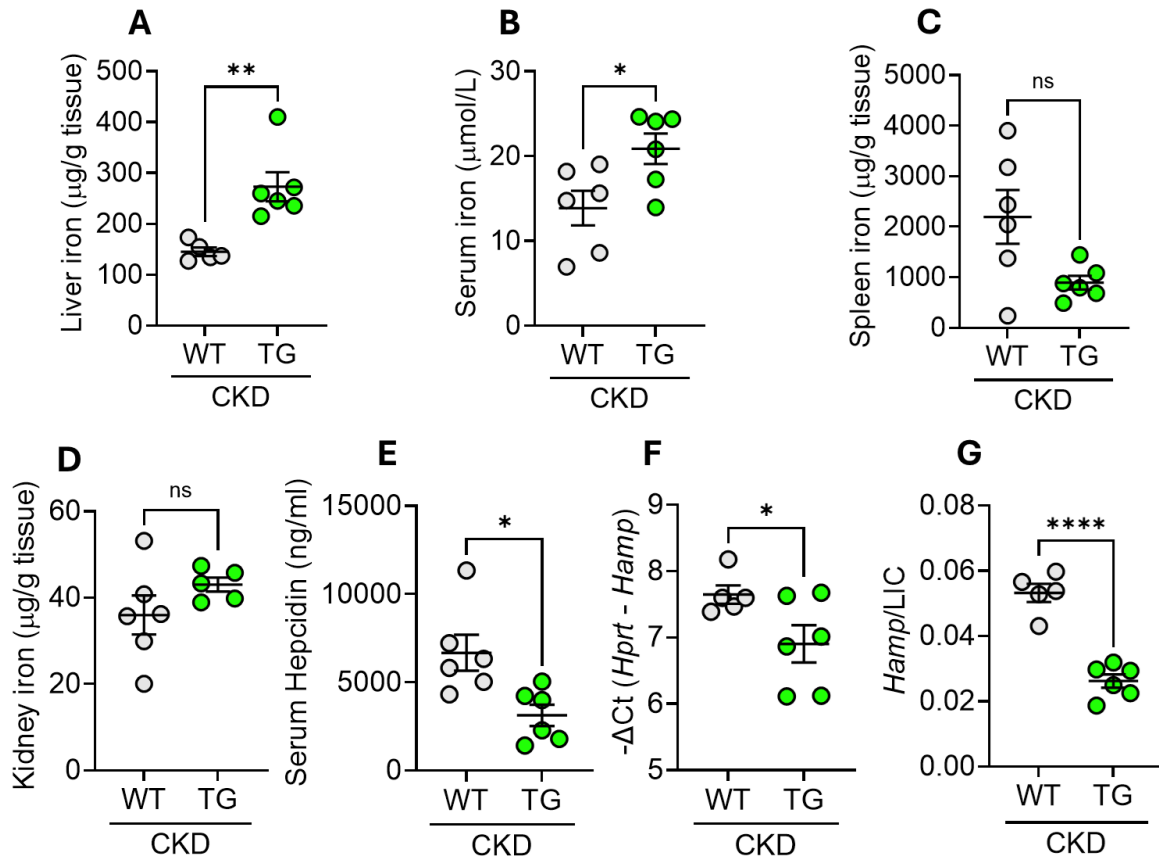 A
Liver iron (μg/g tissue)
500
400
300
200
100
0
**
WT TG
CKD
B
Serum iron (μmol/L)
30
20
10
0
*
WT TG
CKD
C
Spleen iron (μg/g tissue)
5000
4000
3000
2000
1000
0
ns
WT TG
CKD
D
Kidney iron (μg/g tissue)
60
40
20
0
ns
WT TG
CKD
E
Serum Hepcidin (ng/ml)
15000
10000
5000
0
*
WT TG
CKD
F
-ΔCt (Hprt - Hamp)
9
8
7
6
5
*
WT TG
CKD
G
Hamp/LIC
0.08
0.06
0.04
0.02
0.00
****
WT TG
CKD